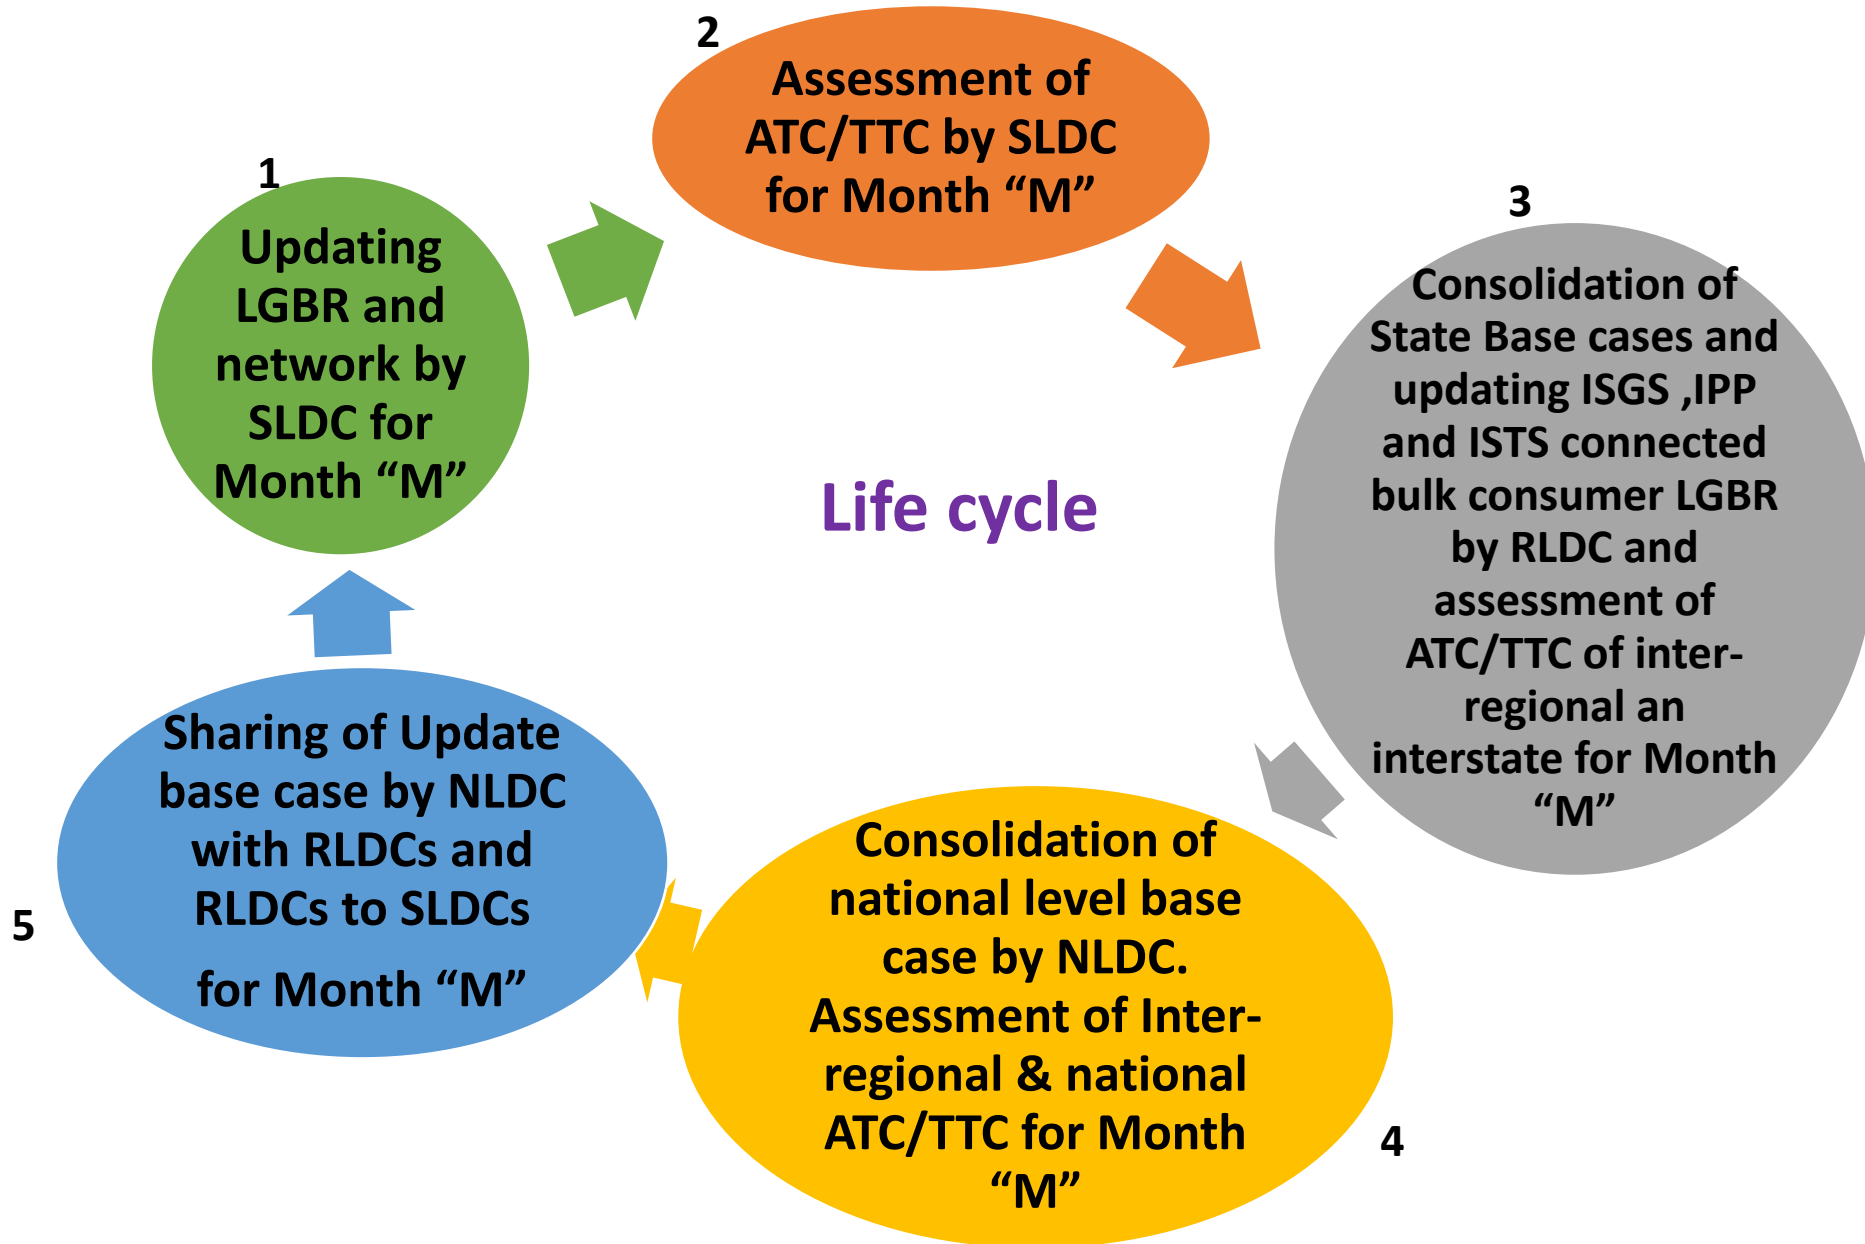 1
Updating
LGBR and
network by
SLDC for
Month “M”
2
Assessment of
ATC/TTC by SLDC
for Month “M”
3
Consolidation of
State Base cases and
updating ISGS ,IPP
and ISTS connected
bulk consumer LGBR
by RLDC and
assessment of
ATC/TTC of inter-
regional an
interstate for Month
“M”
Life cycle
4
Consolidation of
national level base
case by NLDC.
Assessment of Inter-
regional & national
ATC/TTC for Month
“M”
5
Sharing of Update
base case by NLDC
with RLDCs and
RLDCs to SLDCs
for Month “M”